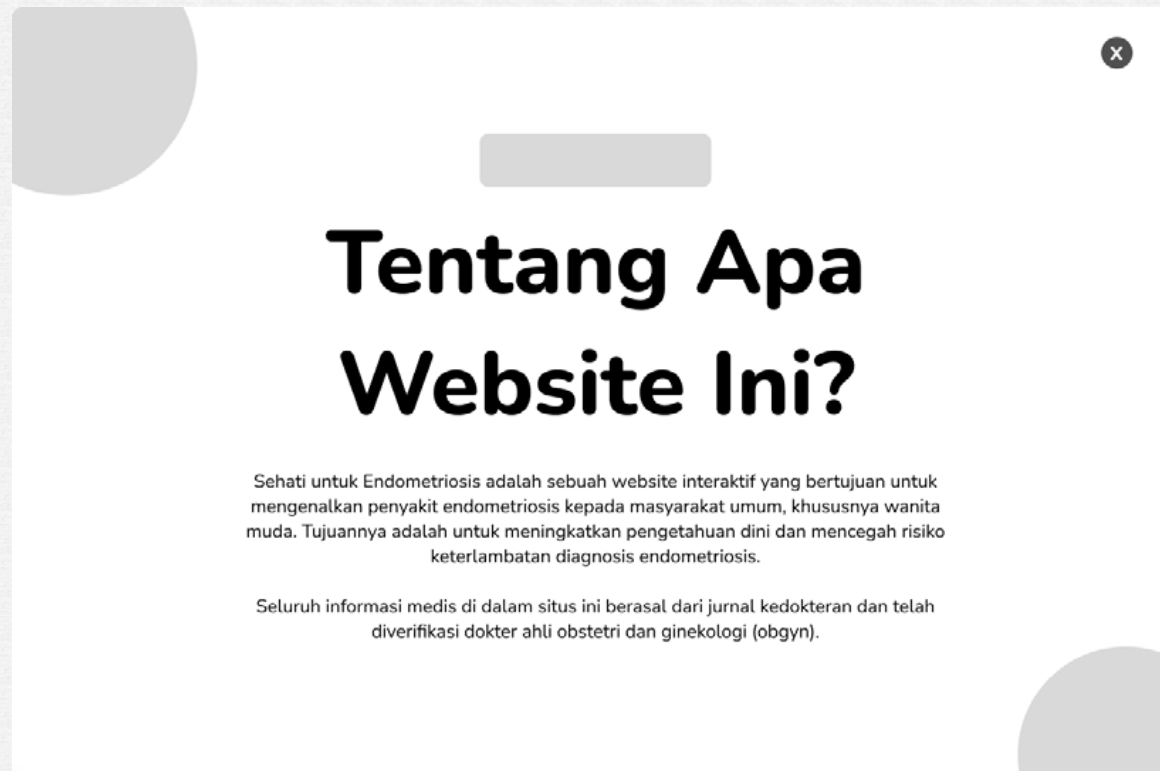 X
Tentang Apa
Website Ini?
Sehati untuk Endometriosis adalah sebuah website interaktif yang bertujuan untuk
mengenalkan penyakit endometriosis kepada masyarakat umum, khususnya wanita
muda. Tujuannya adalah untuk meningkatkan pengetahuan dini dan mencegah risiko
keterlambatan diagnosis endometriosis.
Seluruh informasi medis di dalam situs ini berasal dari jurnal kedokteran dan telah
diverifikasi dokter ahli obstetri dan ginekologi (obgyn).